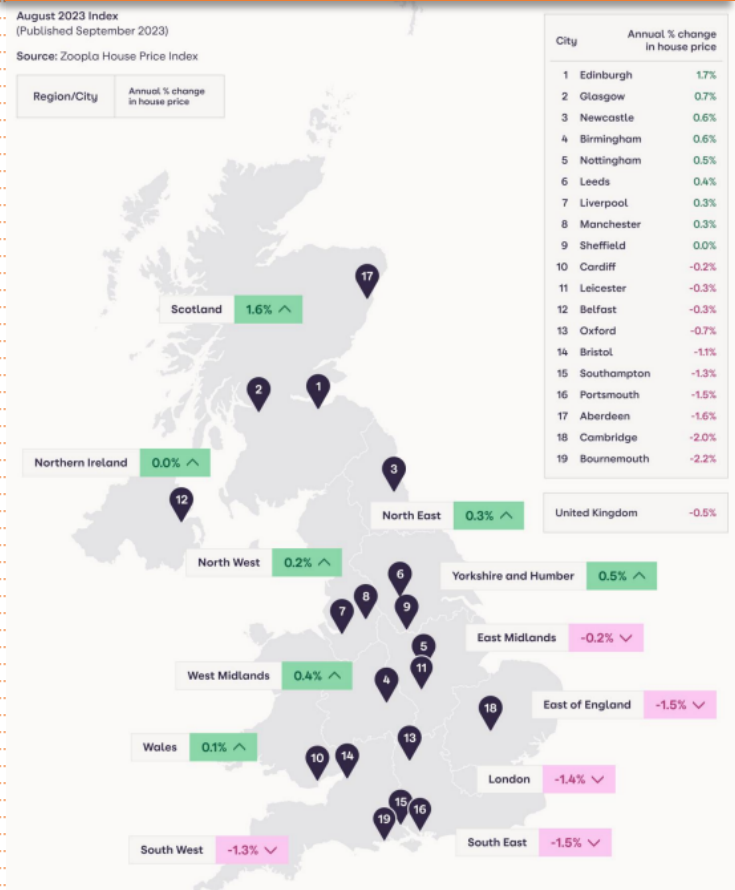 August 2023 Index
(Published September 2023)
Source: Zoopla House Price Index
Region/City
Annual % change
in house price
City
Annual % change
in house price
1 Edinburgh 1.7%
2 Glasgow 0.7%
3 Newcastle 0.6%
4 Birmingham 0.6%
5 Nottingham 0.5%
6 Leeds 0.4%
7 Liverpool 0.3%
8 Manchester 0.3%
9 Sheffield 0.0%
10 Cardiff -0.2%
11 Leicester -0.3%
12 Belfast -0.3%
13 Oxford -0.7%
14 Bristol -1.1%
15 Southampton -1.3%
16 Portsmouth -1.5%
17 Aberdeen -1.6%
18 Cambridge -2.0%
19 Bournemouth -2.2%
United Kingdom -0.5%
17
Scotland 1.6%
2
1
Northern Ireland 0.0%
3
12
North East 0.3%
North West 0.2%
6
Yorkshire and Humber 0.5%
8
7
9
East Midlands -0.2%
5
11
West Midlands 0.4%
4
East of England -1.5%
18
13
Wales 0.1%
10
14
London -1.4%
15
16
19
South East -1.5%
South West -1.3%